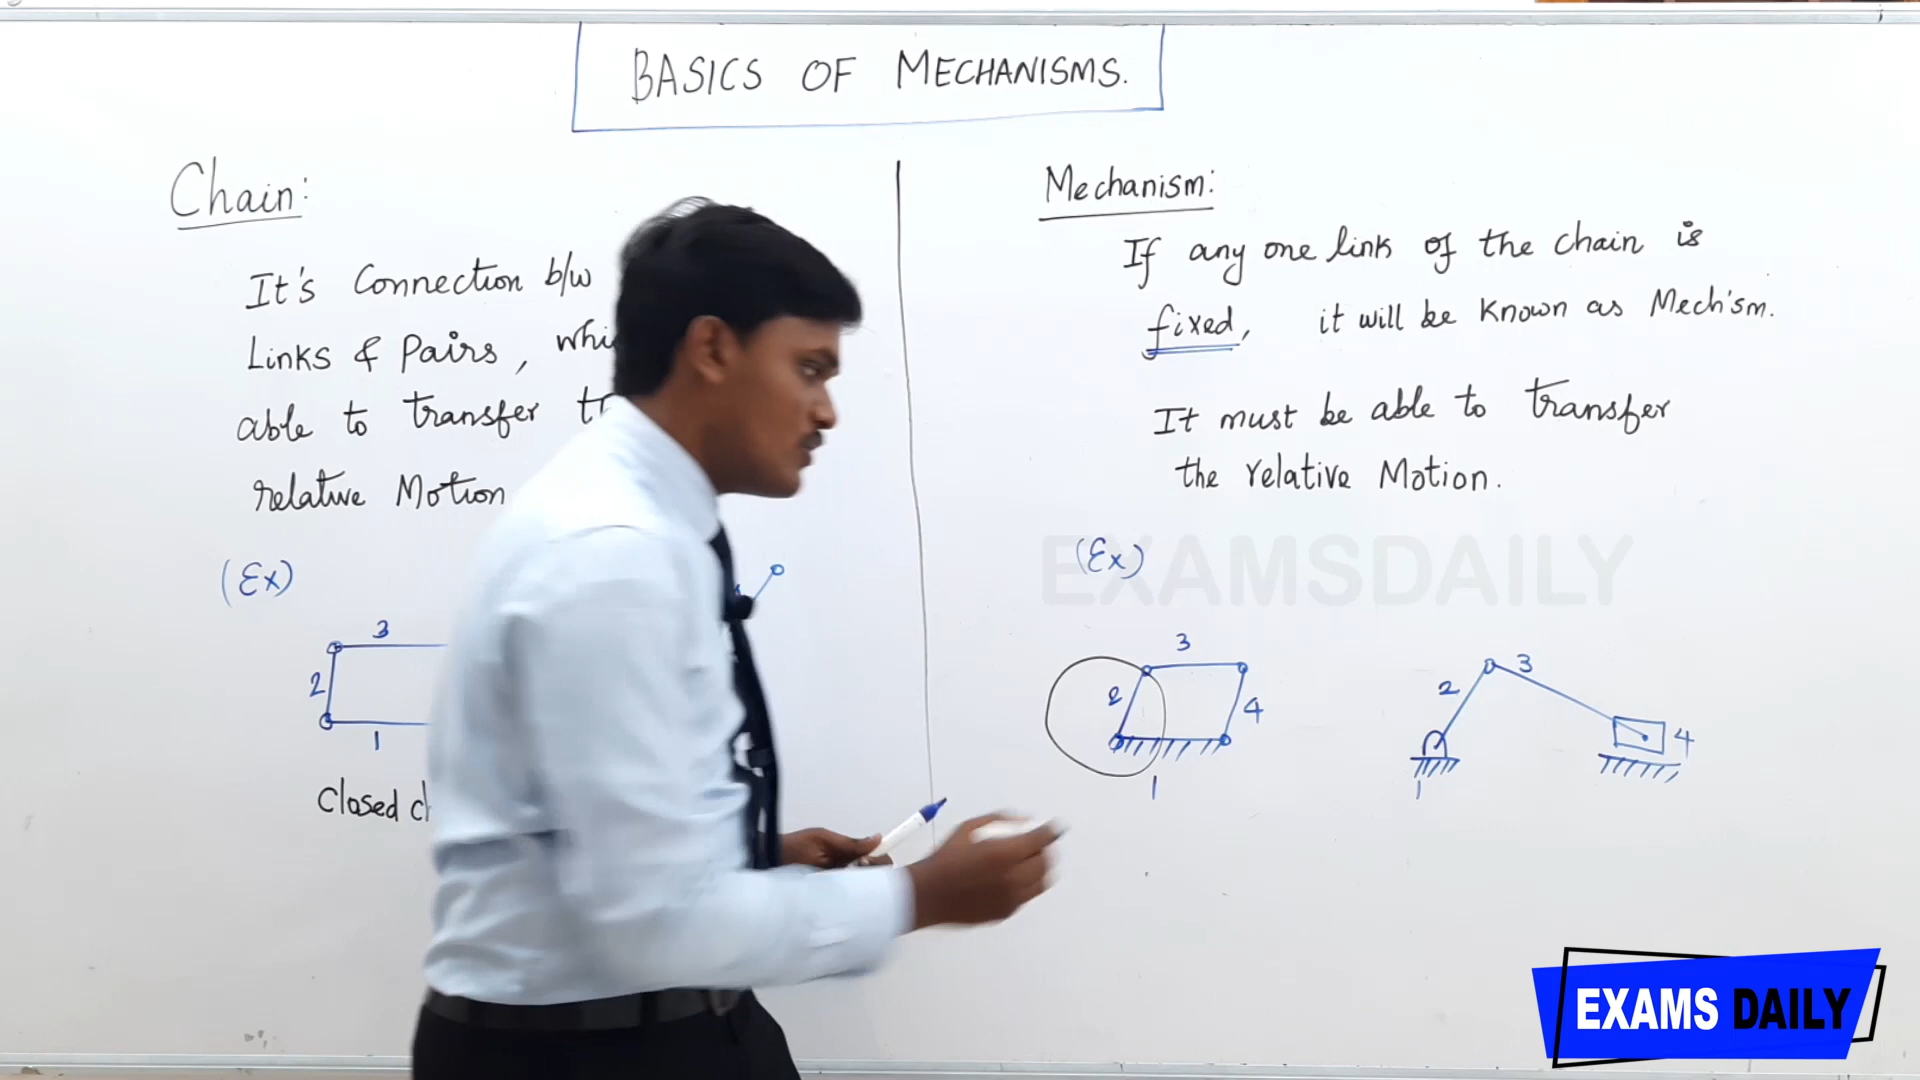 BASICS OF MECHANISMS.
Chain:
It's Connection b/w
Links & Pairs,
able to transfer
relative Motion
(Ex)
3
2
1
closed
Mechanism:
If any one link of the chain is
fixed, it will be known as Mech'sm.
It must be able to transfer
the relative Motion.
(Ex)
EXAMSDAILY
3
2
4
1
3
2
4
1
EXAMS DAILY